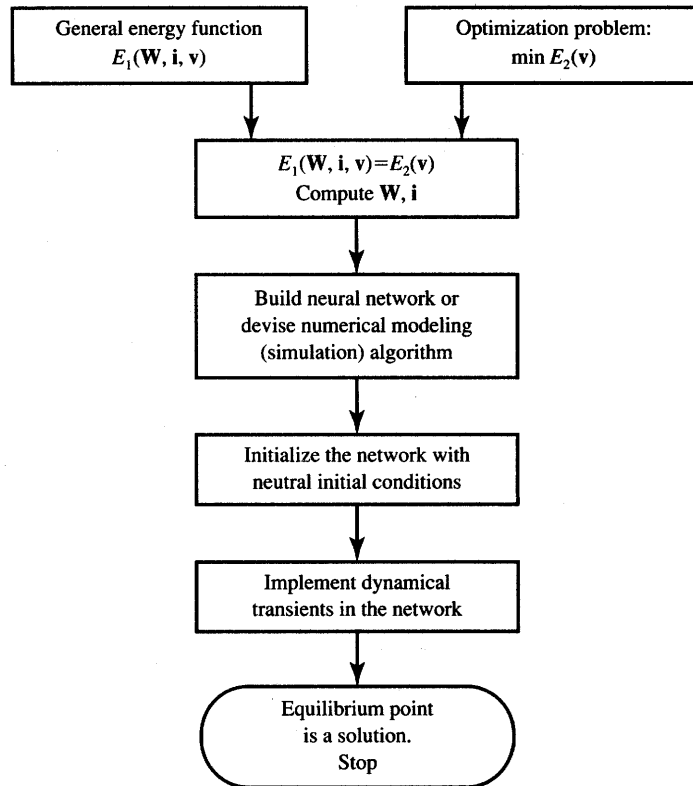 General energy function
E₁(W, i, v)
Optimization problem:
min E₂(v)
E₁(W, i, v)=E₂(v)
Compute W, i
Build neural network or
devise numerical modeling
(simulation) algorithm
Initialize the network with
neutral initial conditions
Implement dynamical
transients in the network
Equilibrium point
is a solution.
Stop